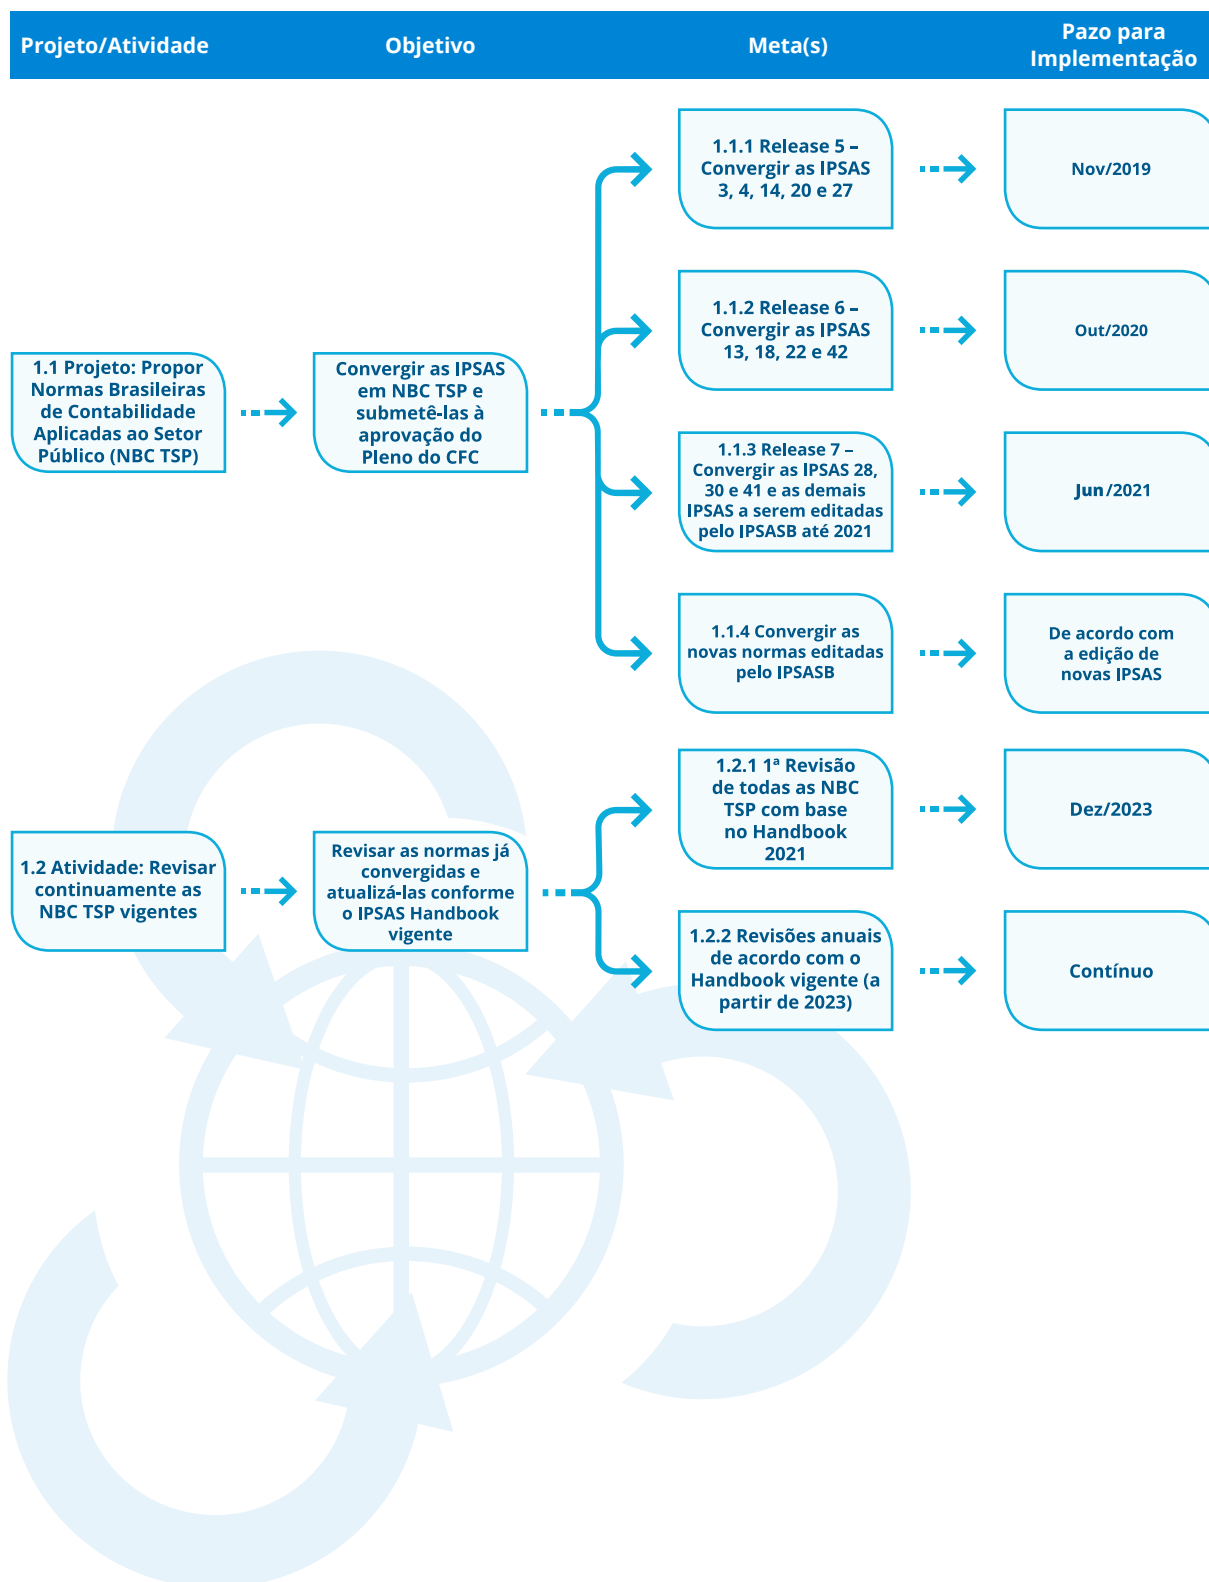 Projeto/Atividade
Objetivo
Meta(s)
Pazo para
Implementação
1.1 Projeto: Propor
Normas Brasileiras
de Contabilidade
Aplicadas ao Setor
Público (NBC TSP)
Convergir as IPSAS
em NBC TSP e
submetê-las à
aprovação do
Pleno do CFC
1.1.1 Release 5 –
Convergir as IPSAS
3, 4, 14, 20 e 27
Nov/2019
1.1.2 Release 6 –
Convergir as IPSAS
13, 18, 22 e 42
Out/2020
1.1.3 Release 7 –
Convergir as IPSAS 28,
30 e 41 e as demais
IPSAS a serem editadas
pelo IPSASB até 2021
Jun/2021
1.1.4 Convergir as
novas normas editadas
pelo IPSASB
De acordo com
a edição de
novas IPSAS
1.2 Atividade: Revisar
continuamente as
NBC TSP vigentes
Revisar as normas já
convergidas e
atualizá-las conforme
o IPSAS Handbook
vigente
1.2.1 1ª Revisão
de todas as NBC
TSP com base
no Handbook
2021
Dez/2023
1.2.2 Revisões anuais
de acordo com o
Handbook vigente (a
partir de 2023)
Contínuo